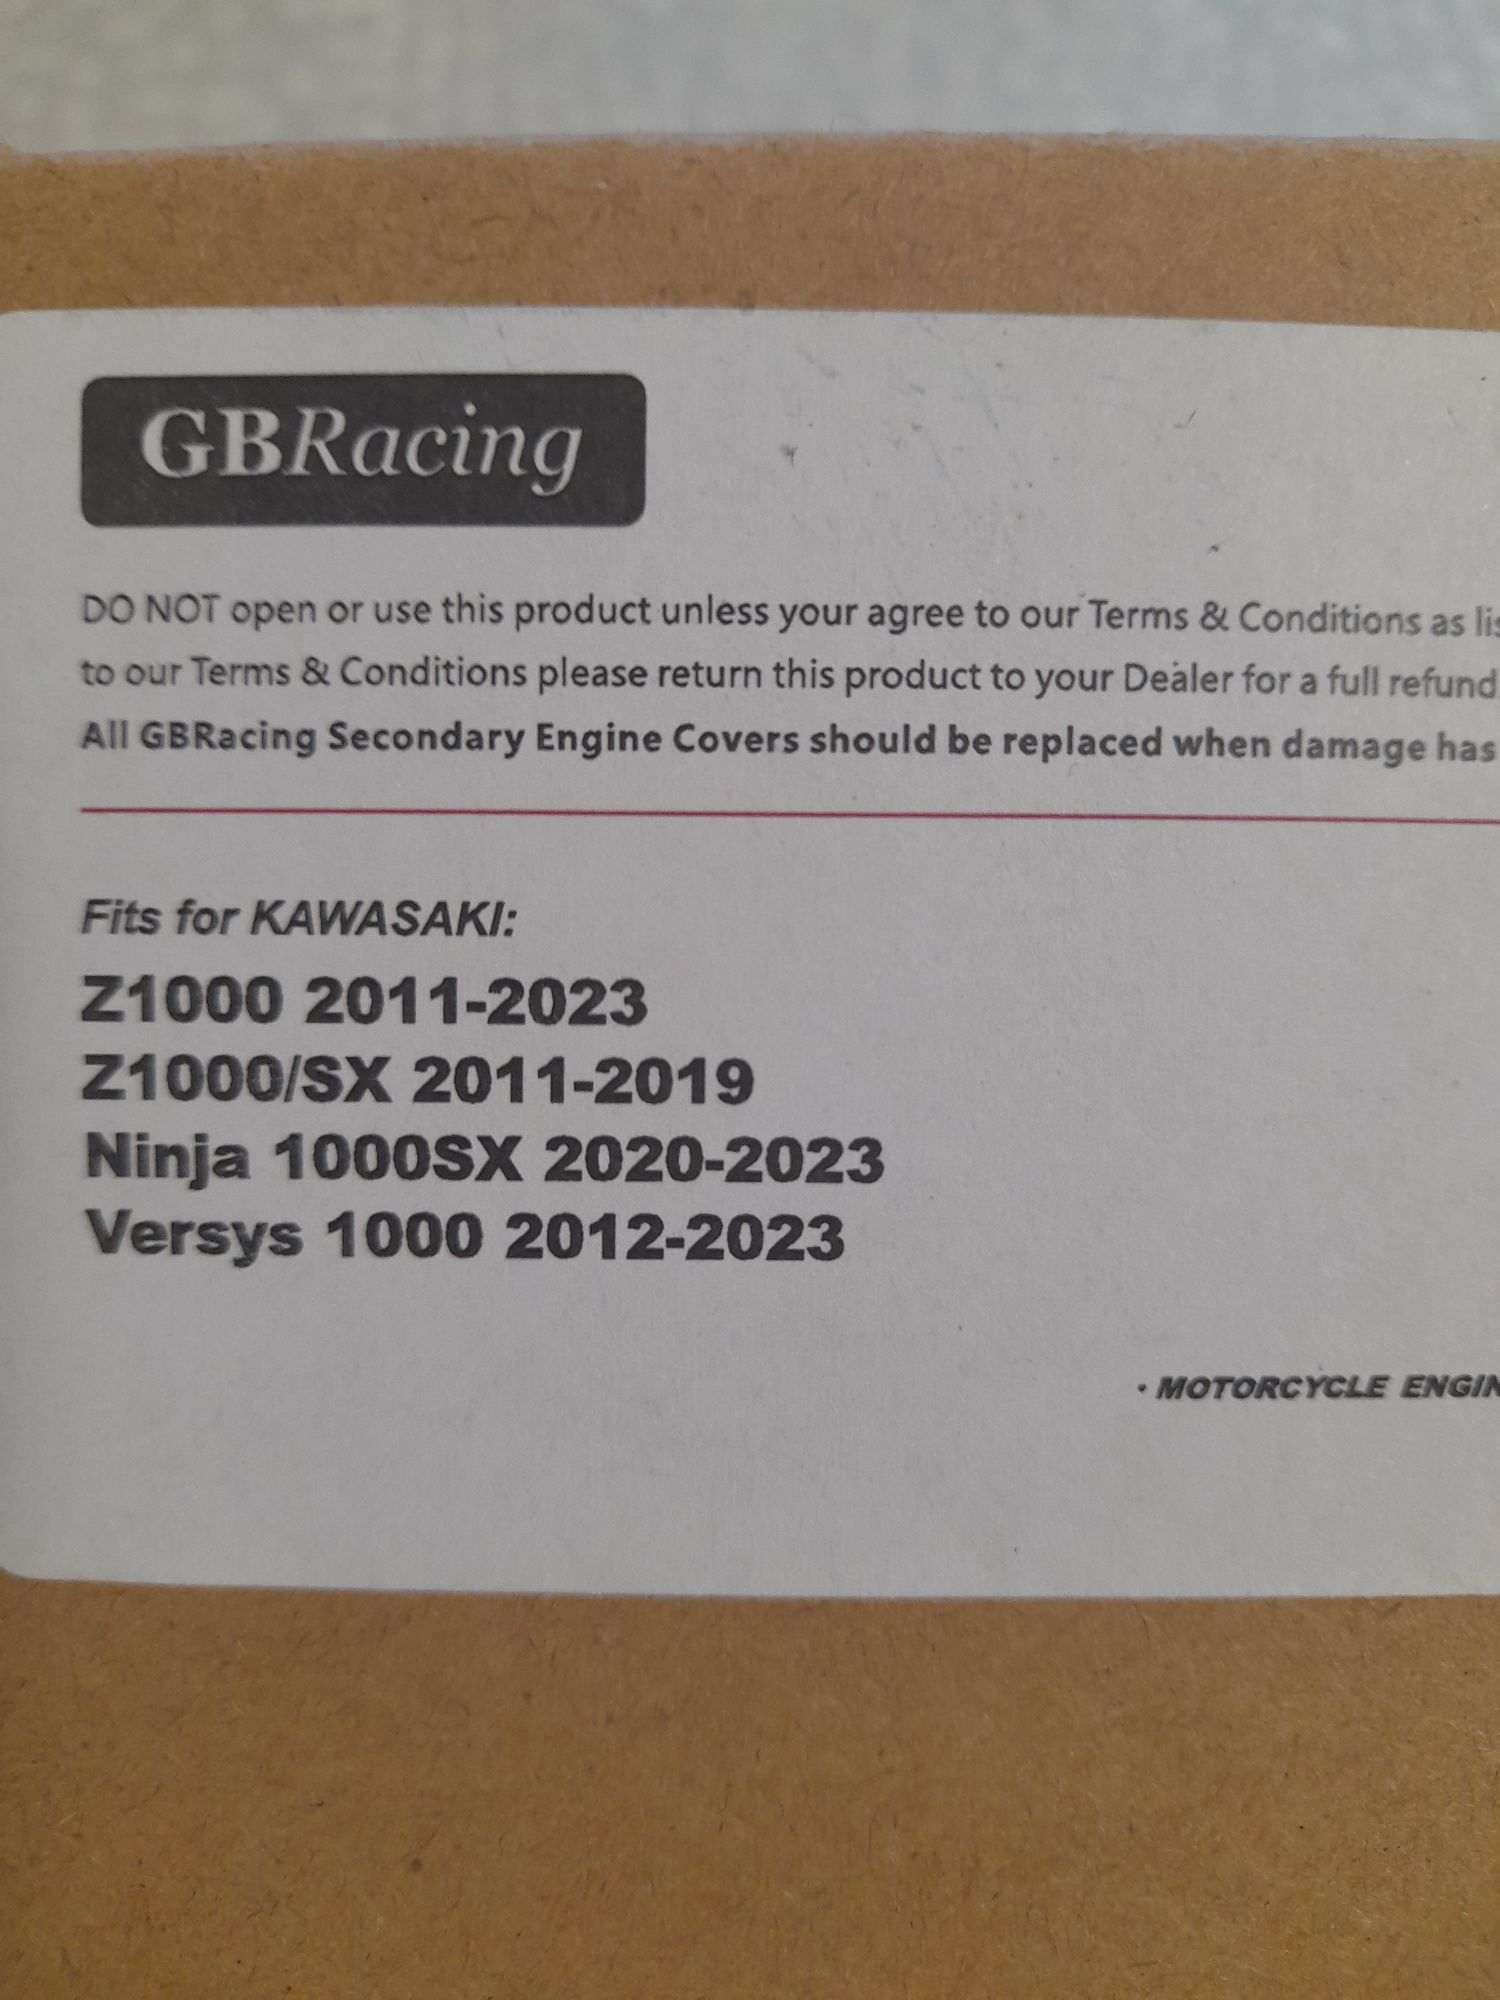 GBRacing
DO NOT open or use this product unless your agree to our Terms & Conditions as
to our Terms & Conditions please return this product to your Dealer for a full refund
All GBRacing Secondary Engine Covers should be replaced when damage has
Fits for KAWASAKI:
Z1000 2011-2023
Z1000/SX 2011-2019
Ninja 1000SX 2020-2023
Versys 1000 2012-2023
• MOTORCYCLE